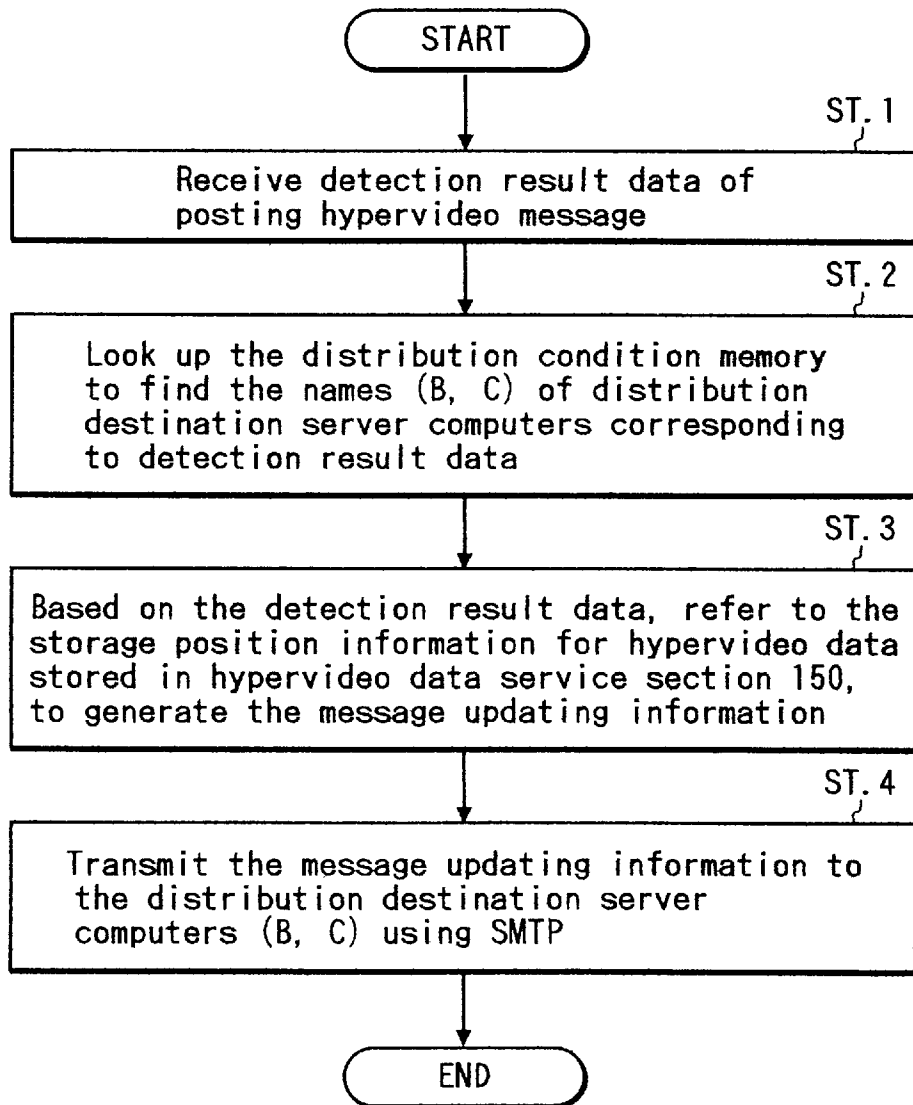 START
ST. 1
Receive detection result data of
posting hypervideo message
ST. 2
Look up the distribution condition memory
to find the names (B, C) of distribution
destination server computers corresponding
to detection result data
ST. 3
Based on the detection result data, refer to the
storage position information for hypervideo data
stored in hypervideo data service section 150,
to generate the message updating information
ST. 4
Transmit the message updating information to
the distribution destination server
computers (B, C) using SMTP
END